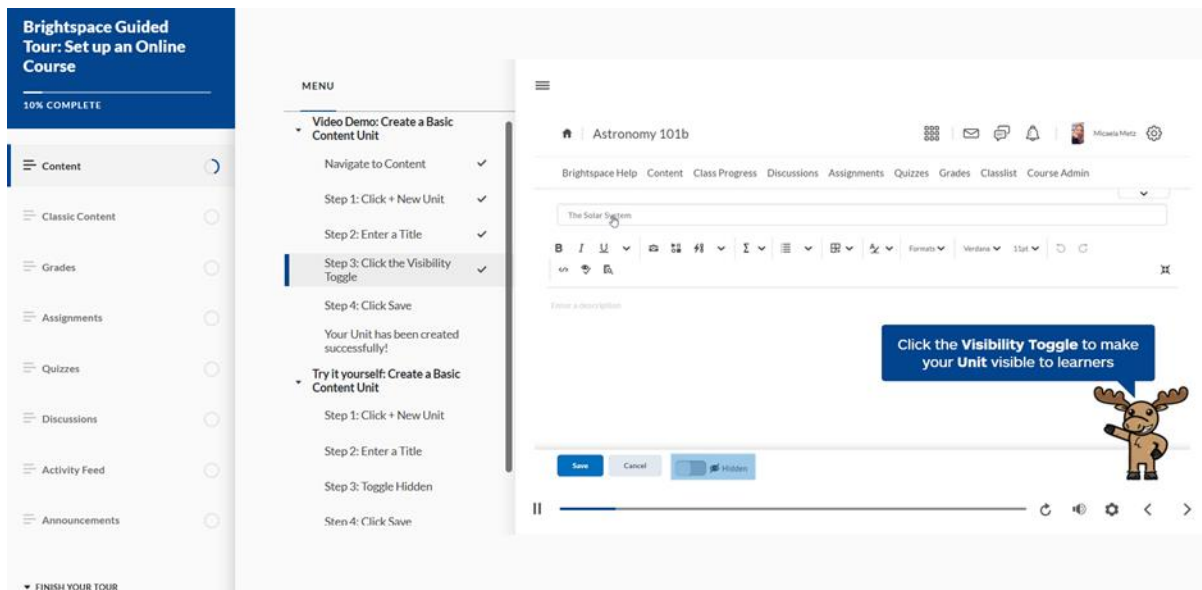 Brightspace Guided
Tour: Set up an Online
Course
10% COMPLETE
Content
Classic Content
Grades
Assignments
Quizzes
Discussions
Activity Feed
Announcements
FINISH YOUR TOUR
MENU
Video Demo: Create a Basic
Content Unit
Navigate to Content
Step 1: Click + New Unit
Step 2: Enter a Title
Step 3: Click the Visibility
Toggle
Step 4: Click Save
Your Unit has been created
successfully!
Try it yourself: Create a Basic
Content Unit
Step 1: Click + New Unit
Step 2: Enter a Title
Step 3: Toggle Hidden
Step 4: Click Save
Astronomy 101b
Micaela Metz
Brightspace Help Content Class Progress Discussions Assignments Quizzes Grades Classlist Course Admin
The Solar System
B I U Σ Formats Verdana 11pt
Enter a description
Click the Visibility Toggle to make
your Unit visible to learners
Save Cancel Hidden